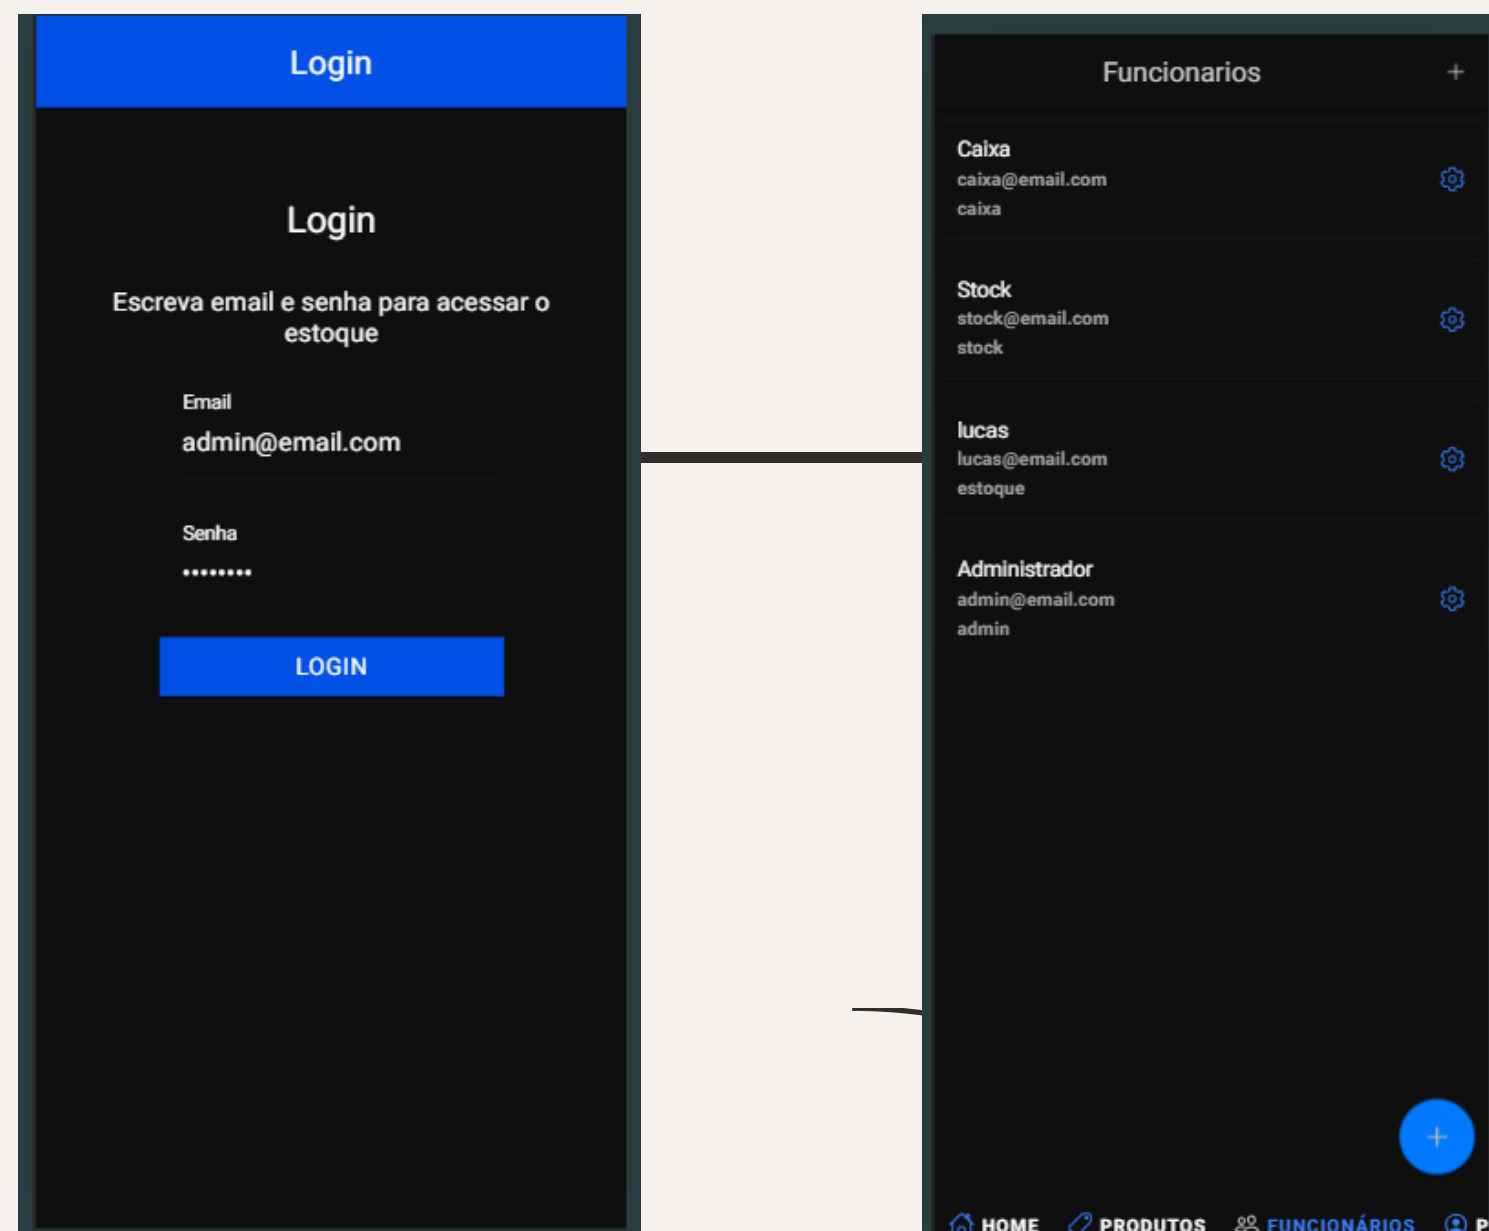 Login
Login
Escreva email e senha para acessar o
estoque
Email
admin@email.com
Senha
••••••••
LOGIN
Funcionarios +
Caixa
caixa@email.com
caixa
Stock
stock@email.com
stock
lucas
lucas@email.com
estoque
Administrador
admin@email.com
admin
+
HOME PRODUTOS FUNCIONÁRIOS P